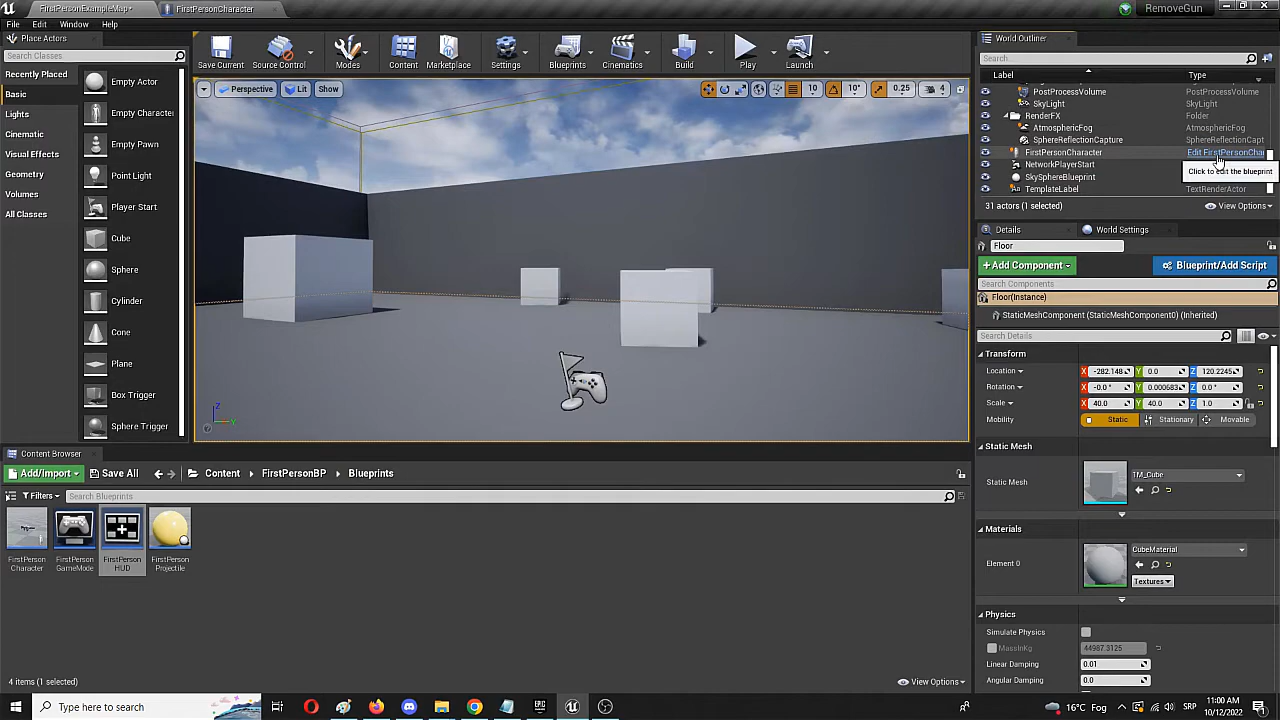 FirstPersonExampleMap*
FirstPersonCharacter
RemoveGun
File Edit Window Help
Place Actors
Search Classes
Recently Placed
Basic
Lights
Cinematic
Visual Effects
Geometry
Volumes
All Classes
Empty Actor
Empty Character
Empty Pawn
Point Light
Player Start
Cube
Sphere
Cylinder
Cone
Plane
Box Trigger
Sphere Trigger
Save Current
Source Control
Modes
Content
Marketplace
Settings
Blueprints
Cinematics
Build
Play
Launch
Perspective
Lit
Show
10
10°
0.25
4
World Outliner
Search...
Label
Type
PostProcessVolume PostProcessVolume
SkyLight SkyLight
RenderFX Folder
AtmosphericFog AtmosphericFog
SphereReflectionCapture SphereReflectionCapt
FirstPersonCharacter Edit FirstPersonChar
NetworkPlayerStart
SkySphereBlueprint
TemplateLabel TextRenderActor
Click to edit the blueprint
31 actors (1 selected)
View Options
Details
World Settings
Floor
+Add Component
Blueprint/Add Script
Search Components
Floor(Instance)
StaticMeshComponent (StaticMeshComponent0) (Inherited)
Search Details
Transform
Location X -282.148 Y 0.0 Z 120.2245
Rotation X -0.0 ° Y 0.000683 Z 0.0 °
Scale X 40.0 Y 40.0 Z 1.0
Mobility Static Stationary Movable
Static Mesh
Static Mesh
1M_Cube
Materials
Element 0
CubeMaterial
Textures
Physics
Simulate Physics
MassInKg 44987.3125
Linear Damping 0.01
Angular Damping 0.0
Z
Y
Content Browser
Add/Import
Save All
Content
FirstPersonBP
Blueprints
Filters
Search Blueprints
FirstPerson
Character
FirstPerson
GameMode
FirstPerson
HUD
FirstPerson
Projectile
4 items (1 selected)
View Options
Type here to search
16°C Fog
SRP
11:00 AM
10/12/2022